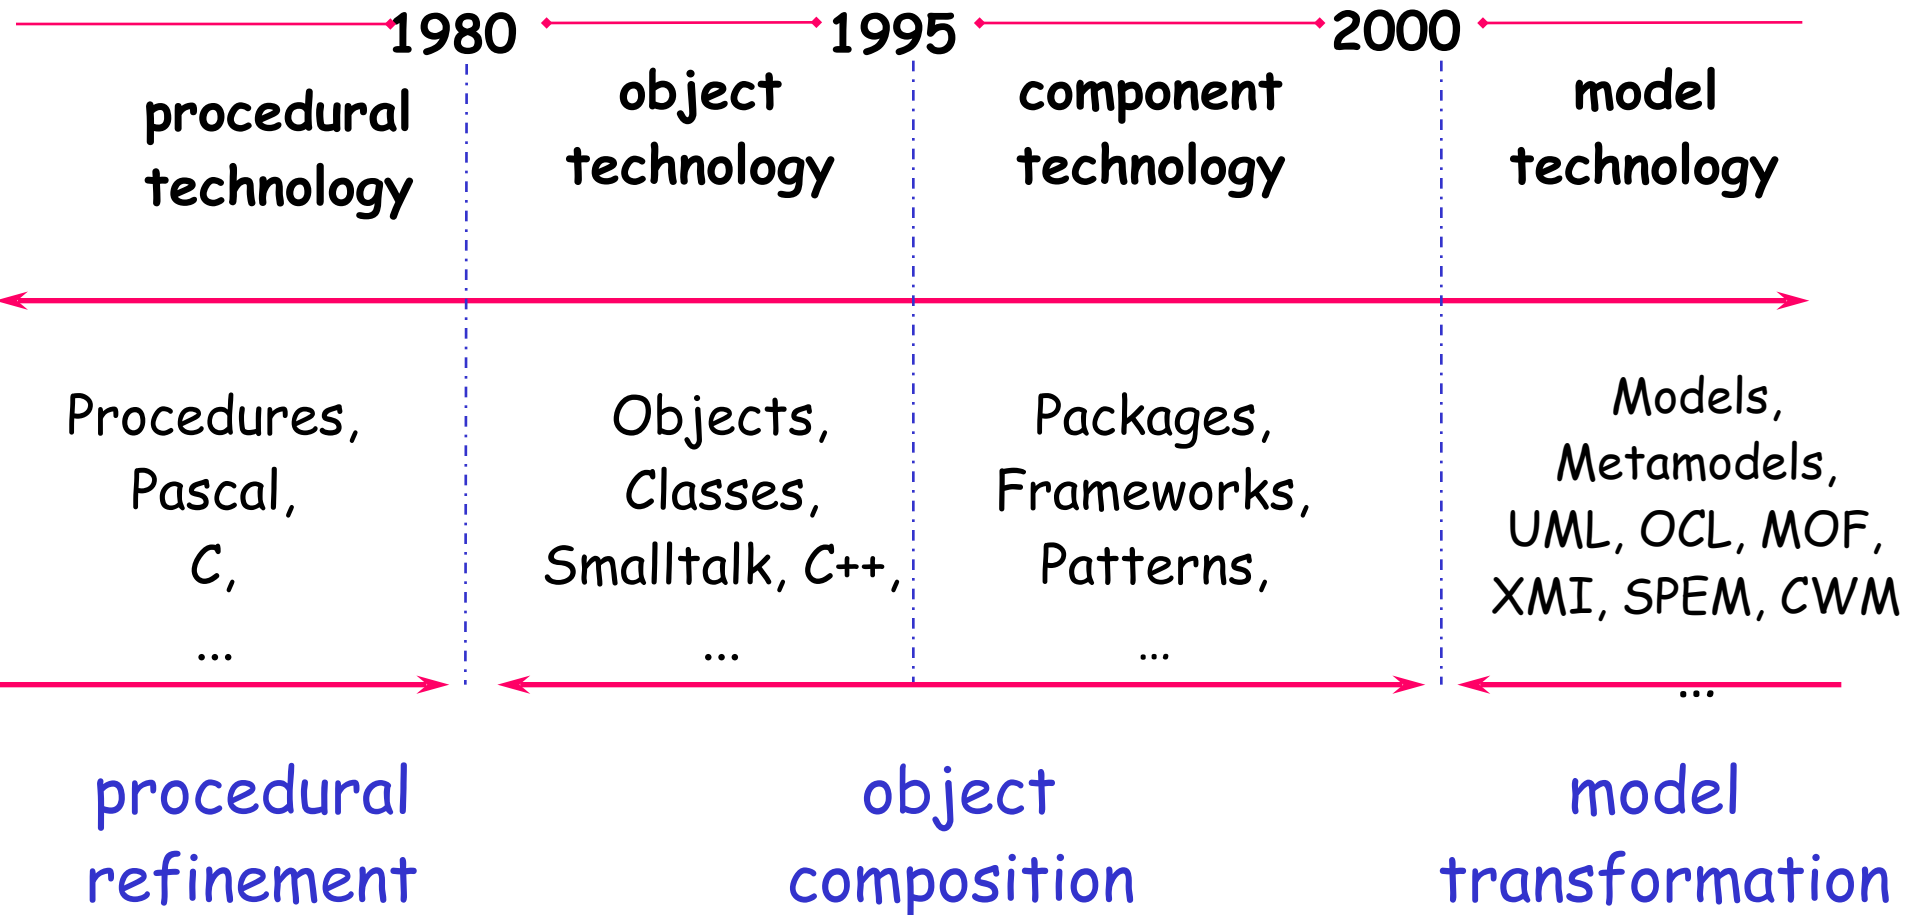 1980 1995 2000
procedural
technology
object
technology
component
technology
model
technology
Procedures,
Pascal,
C,
...
Objects,
Classes,
Smalltalk, C++,
...
Packages,
Frameworks,
Patterns,
...
Models,
Metamodels,
UML, OCL, MOF,
XMI, SPEM, CWM
...
procedural
refinement
object
composition
model
transformation